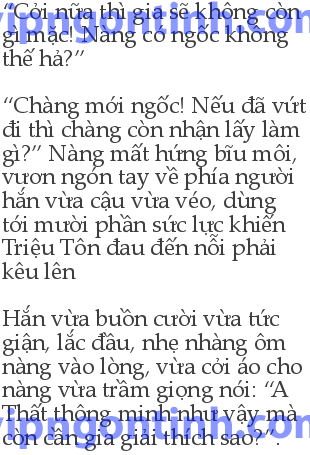 “Cởi nữa thì gia sẽ không còn
gì mặc! Nàng có ngốc không
thế hả?”
“Chàng mới ngốc! Nếu đã vứt
đi thì chàng còn nhận lấy làm
gì?” Nàng mất hứng bĩu môi,
vươn ngón tay về phía người
hắn vừa cậu vừa véo, dùng
tới mười phần sức lực khiến
Triệu Tôn đau đến nỗi phải
kêu lên
Hắn vừa buồn cười vừa tức
giận, lắc đầu, nhẹ nhàng ôm
nàng vào lòng, vừa cởi áo cho
nàng vừa trầm giọng nói: “A
Thất thông minh như vậy mà
còn cần gia giải thích sao?”.
vipngontinh.com
vipngontinh.com